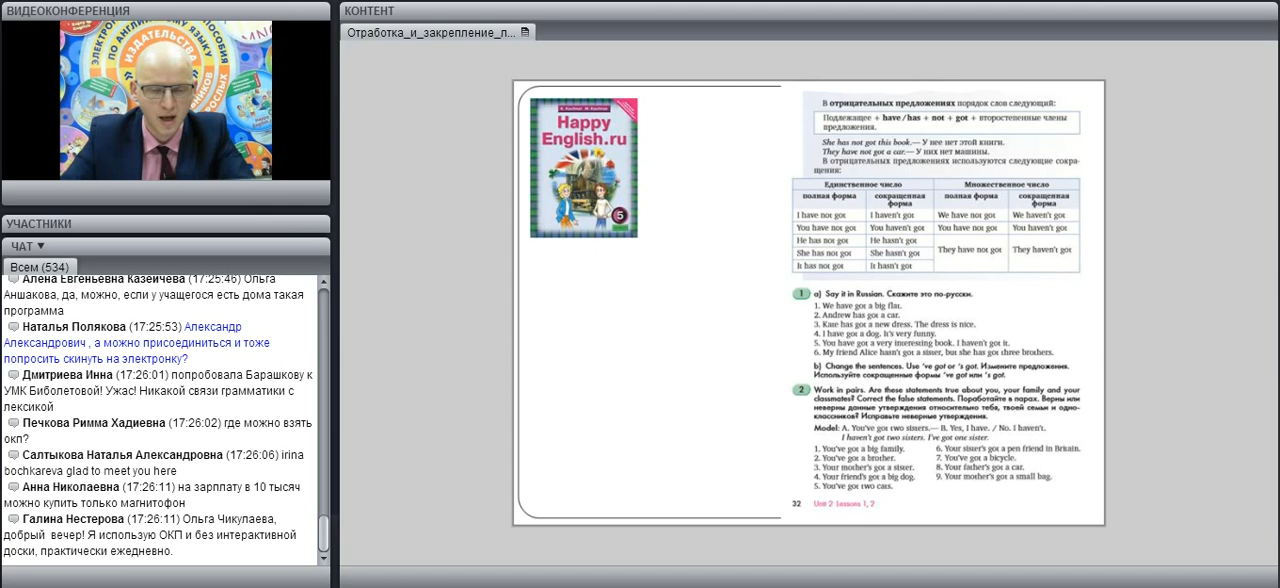 ВИДЕОКОНФЕРЕНЦИЯ
ЭЛЕКТРОН
ПО АНГЛИЙСКОМУ ЯЗЫКУ
ПОСОБИЯ
ИЗДАТЕЛЬСТВА
УЧАСТНИКИ
ЧАТ ▼
Всем (534)
Алена Евгеньевна Казеичева (17:25:46) Ольга
Аншакова, да, можно, если у учащегося есть дома такая
программа
Наталья Полякова (17:25:53) Александр
Александрович , а можно присоединиться и тоже
попросить скинуть на электронку?
Дмитриева Инна (17:26:01) попробовала Барашкову к
УМК Биболетовой! Ужас! Никакой связи грамматики с
лексикой
Печкова Римма Хадиевна (17:26:02) где можно взять
окп?
Салтыкова Наталья Александровна (17:26:06) irina
bochkareva glad to meet you here
Анна Николаевна (17:26:11) на зарплату в 10 тысяч
можно купить только магнитофон
Галина Нестерова (17:26:11) Ольга Чикулаева,
добрый вечер! Я использую ОКП и без интерактивной
доски, практически ежедневно.
КОНТЕНТ
Отработка_и_закрепление_л...
Happy
English.ru
5
В отрицательных предложениях порядок слов следующий:
Подлежащее + have/has + not + got + второстепенные члены
предложения.
She has not got this book.— У нее нет этой книги.
They have not got a car.— У них нет машины.
В отрицательных предложениях используются следующие сокра-
щения:
Единственное число Множественное число
полная форма сокращенная форма полная форма сокращенная форма
I have not got I haven't got We have not got We haven't got
You have not got You haven't got You have not got You haven't got
He has not got He hasn't got They have not got They haven't got
She has not got She hasn't got
It has not got It hasn't got
1 a) Say it in Russian. Скажите это по-русски.
1. We have got a big flat.
2. Andrew has got a car.
3. Kate has got a new dress. The dress is nice.
4. I have got a dog. It's very funny.
5. You have got a very interesting book. I haven't got it.
6. My friend Alice hasn't got a sister, but she has got three brothers.
b) Change the sentences. Use 've got or 's got. Измените предложения.
Используйте сокращенные формы 've got или 's got.
2 Work in pairs. Are these statements true about you, your family and your
classmates? Correct the false statements. Поработайте в парах. Верны или
неверны данные утверждения относительно тебя, твоей семьи и одно-
классников? Исправьте неверные утверждения.
Model: A. You've got two sisters.— B. Yes, I have. / No. I haven't.
I haven't got two sisters. I've got one sister.
1. You've got a big family.
2. You've got a brother.
3. Your mother's got a sister.
4. Your friend's got a big dog.
5. You've got two cats.
6. Your sister's got a pen friend in Britain.
7. You've got a bicycle.
8. Your father's got a car.
9. Your mother's got a small bag.
32 Unit 2 Lessons 1, 2